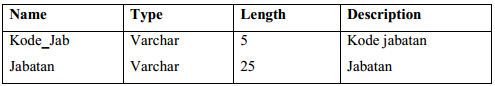 Name Type Length Description
Kode_Jab Varchar 5 Kode jabatan
Jabatan Varchar 25 Jabatan